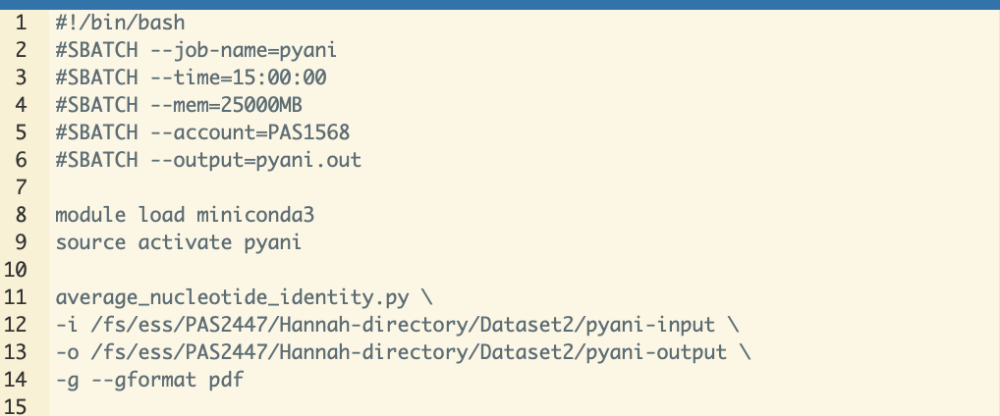 1 #!/bin/bash
2 #SBATCH --job-name=pyani
3 #SBATCH --time=15:00:00
4 #SBATCH --mem=25000MB
5 #SBATCH --account=PAS1568
6 #SBATCH --output=pyani.out
7
8 module load miniconda3
9 source activate pyani
10
11 average_nucleotide_identity.py \
12 -i /fs/ess/PAS2447/Hannah-directory/Dataset2/pyani-input \
13 -o /fs/ess/PAS2447/Hannah-directory/Dataset2/pyani-output \
14 -g --gformat pdf
15